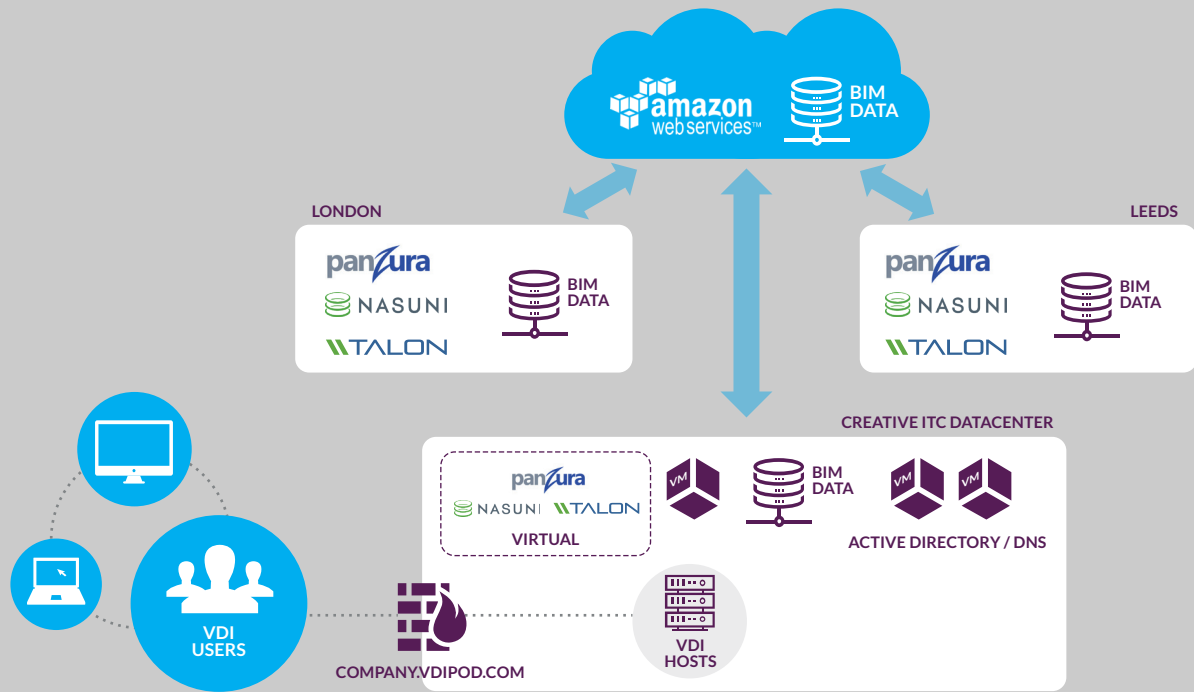 amazon
web services™
BIM
DATA
LONDON
panzura
NASUNI
TALON
BIM
DATA
LEEDS
panzura
NASUNI
TALON
BIM
DATA
CREATIVE ITC DATACENTER
panzura
NASUNI TALON
VIRTUAL
VM
BIM
DATA
VM VM
ACTIVE DIRECTORY / DNS
VDI
USERS
COMPANY.VDIPOD.COM
VDI
HOSTS